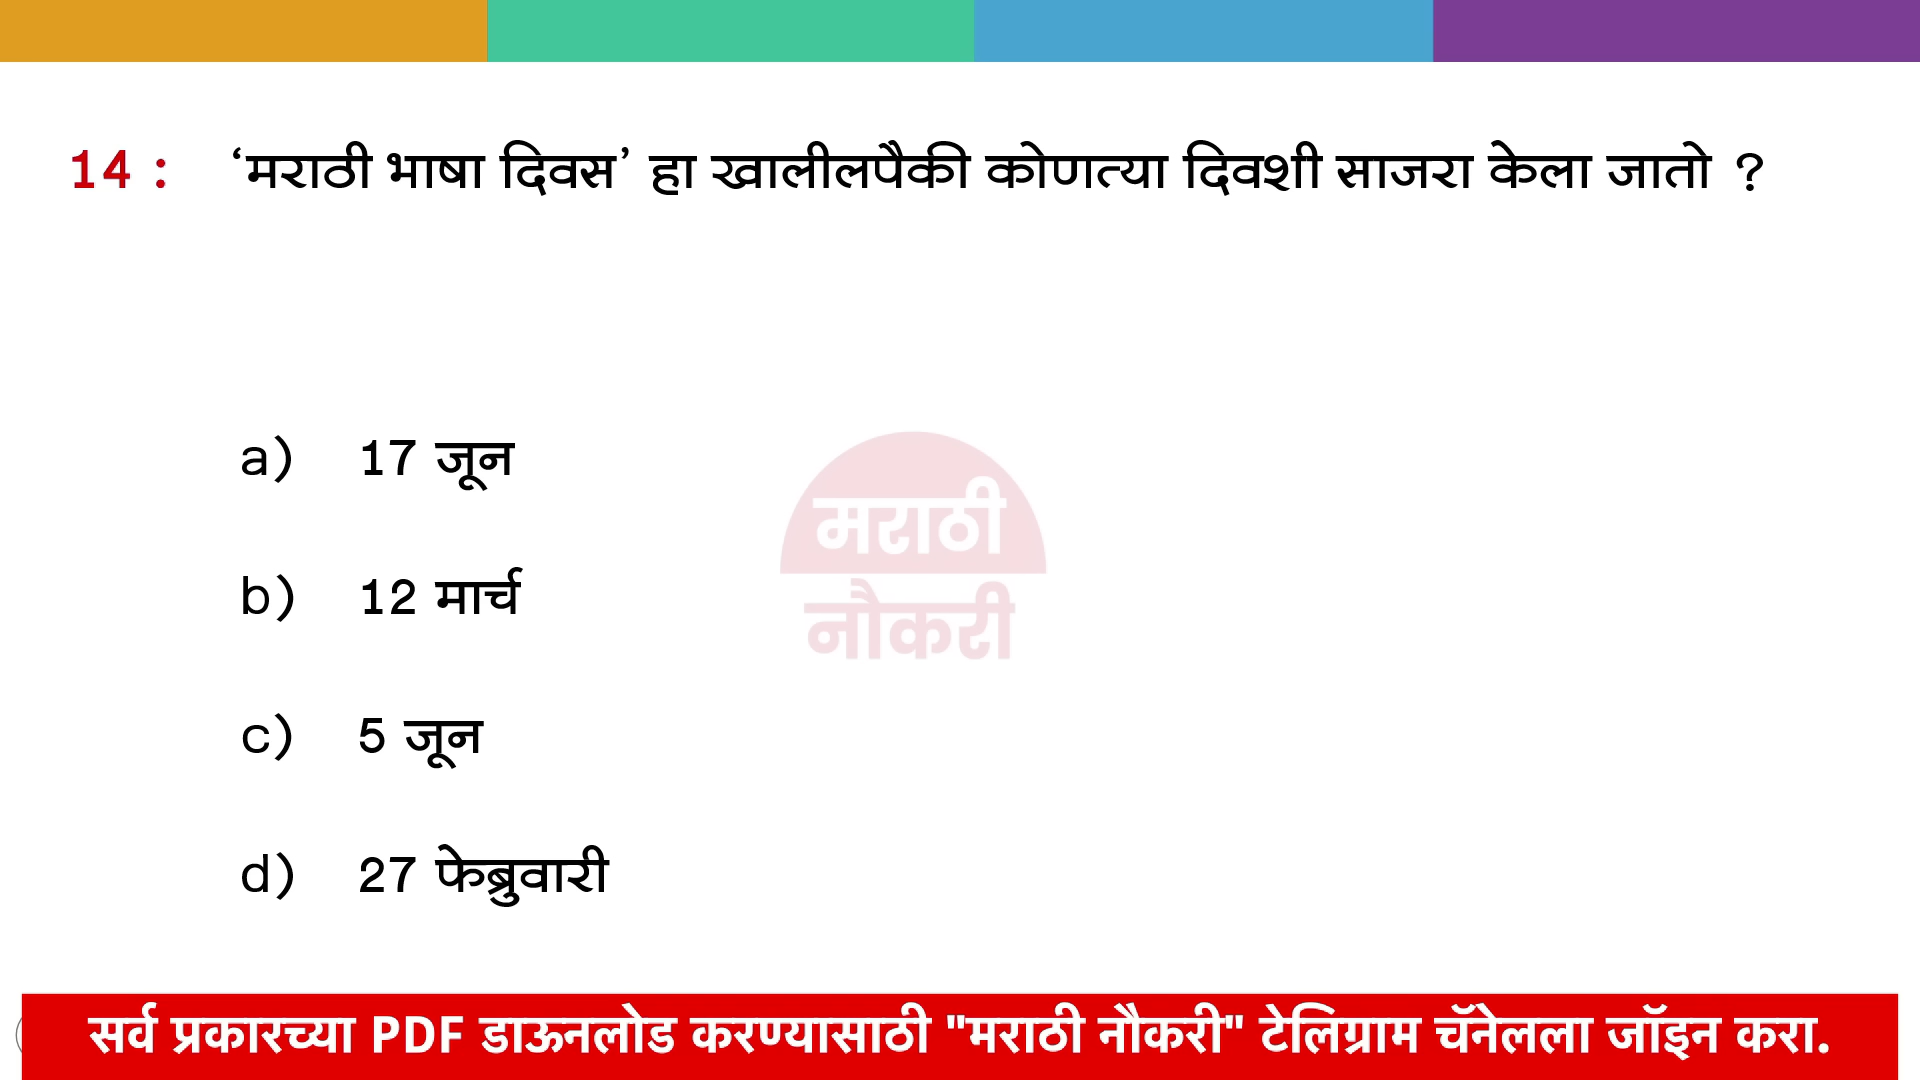 14 : ‘मराठी भाषा दिवस’ हा खालीलपैकी कोणत्या दिवशी साजरा केला जातो ?
a) 17 जून
मराठी
नौकरी
b) 12 मार्च
c) 5 जून
d) 27 फेब्रुवारी
सर्व प्रकारच्या PDF डाऊनलोड करण्यासाठी "मराठी नौकरी" टेलिग्राम चॅनेलला जॉइन करा.